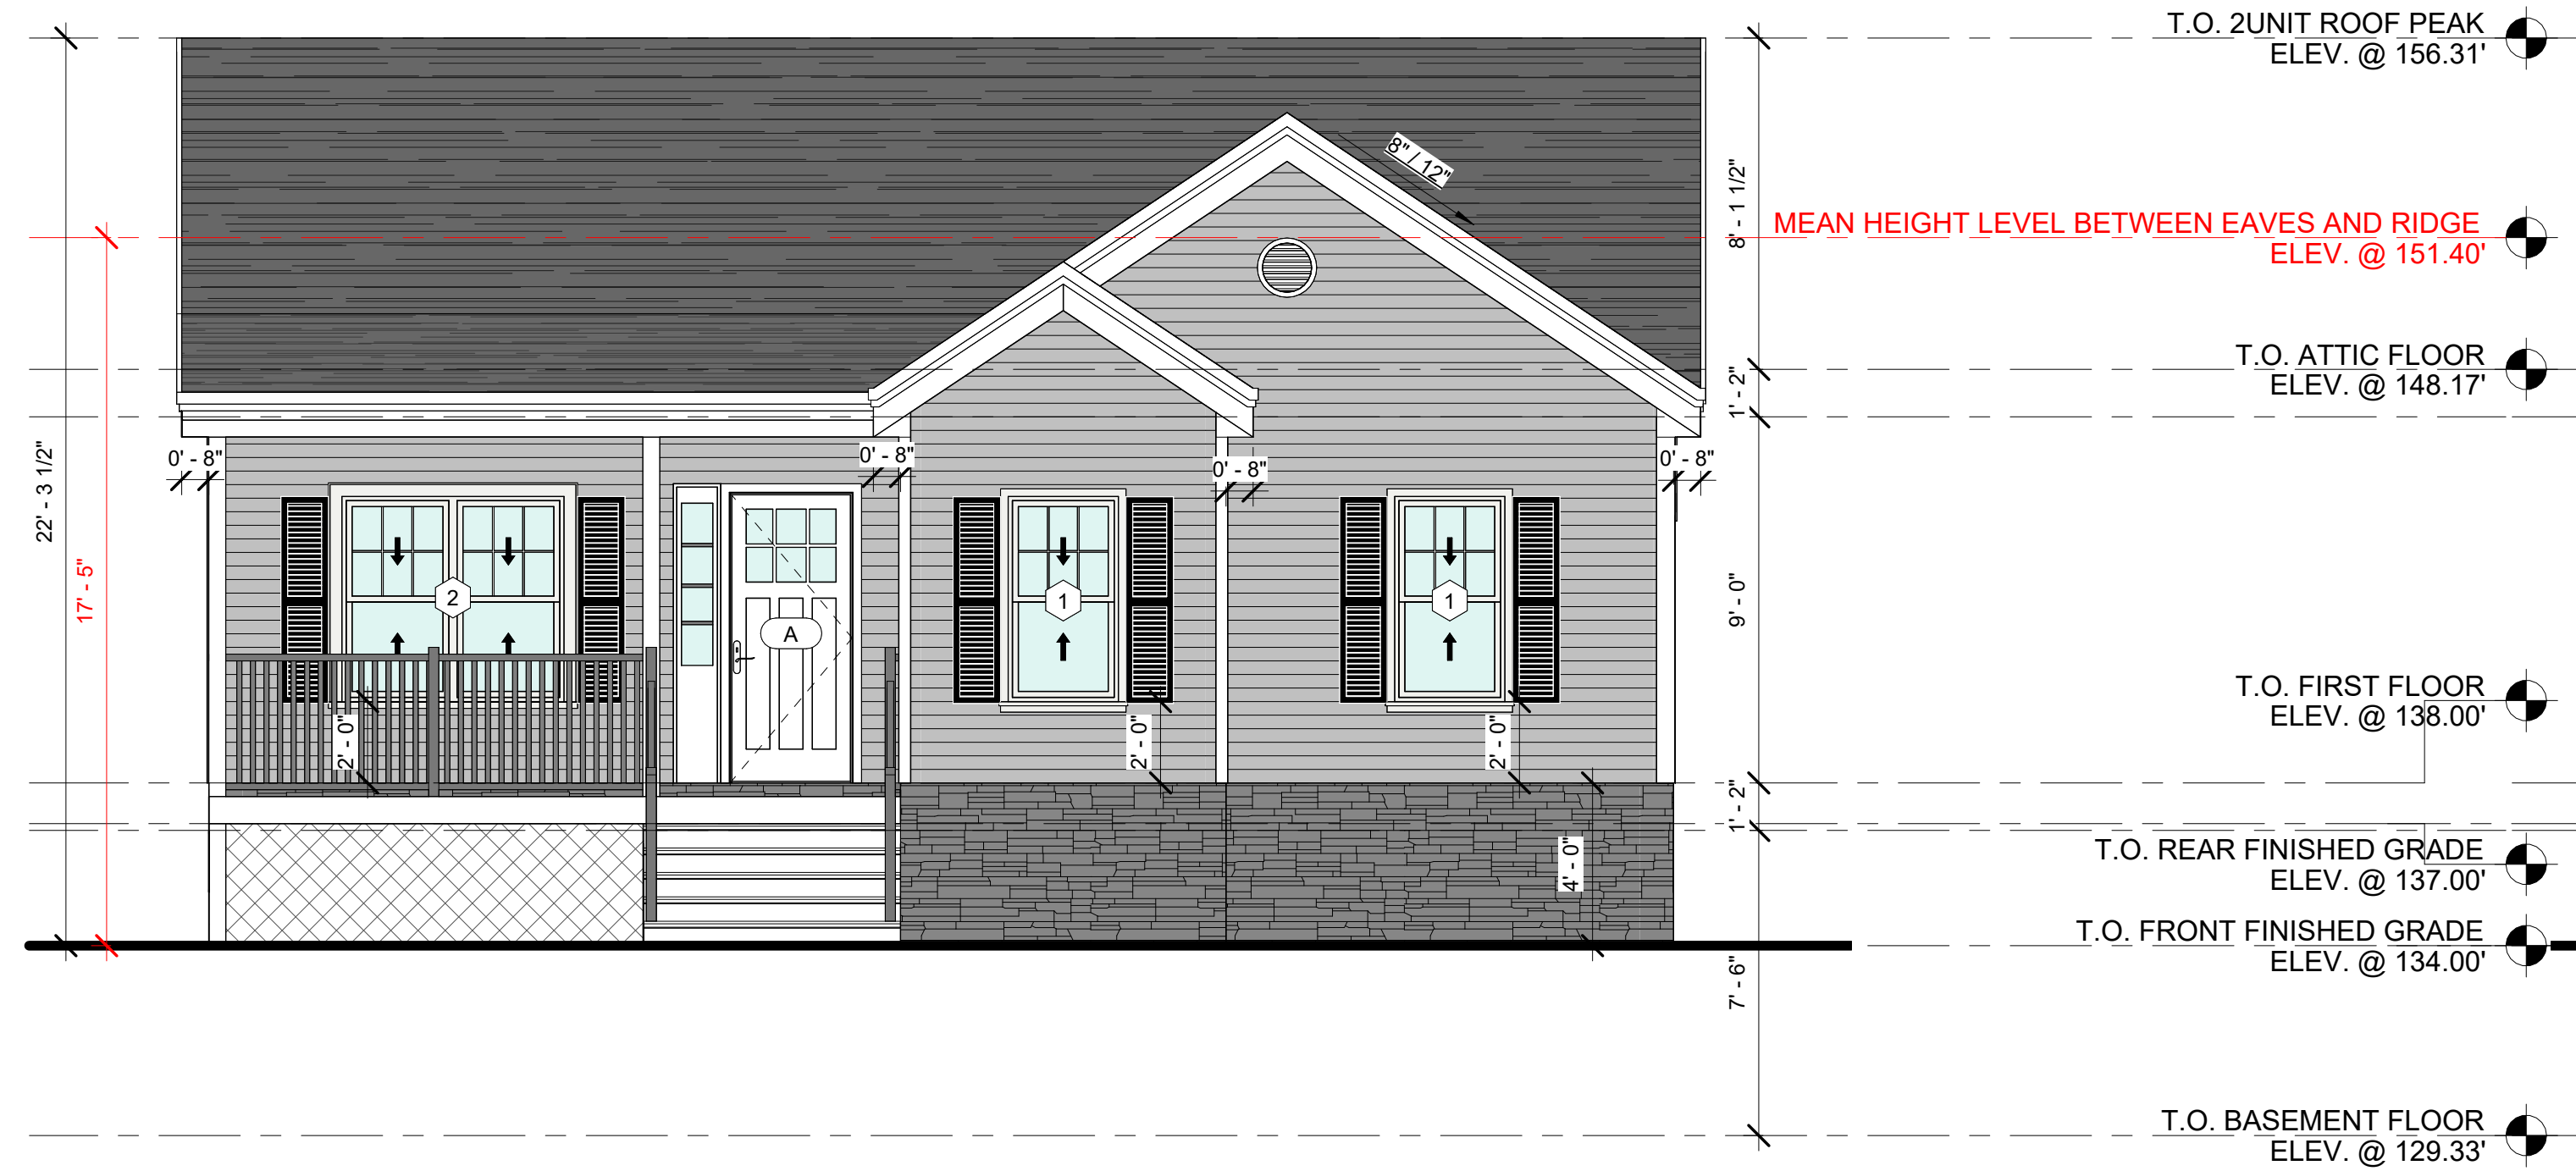 T.O. 2UNIT ROOF PEAK
ELEV. @ 156.31'
8" / 12"
8' - 1 1/2"
MEAN HEIGHT LEVEL BETWEEN EAVES AND RIDGE
ELEV. @ 151.40'
T.O. ATTIC FLOOR
ELEV. @ 148.17'
1' - 2"
0' - 8"
0' - 8"
0' - 8"
0' - 8"
22' - 3 1/2"
17' - 5"
2
A
1
1
9' - 0"
T.O. FIRST FLOOR
ELEV. @ 138.00'
2' - 0"
2' - 0"
2' - 0"
1' - 2"
4' - 0"
T.O. REAR FINISHED GRADE
ELEV. @ 137.00'
T.O. FRONT FINISHED GRADE
ELEV. @ 134.00'
7' - 6"
T.O. BASEMENT FLOOR
ELEV. @ 129.33'